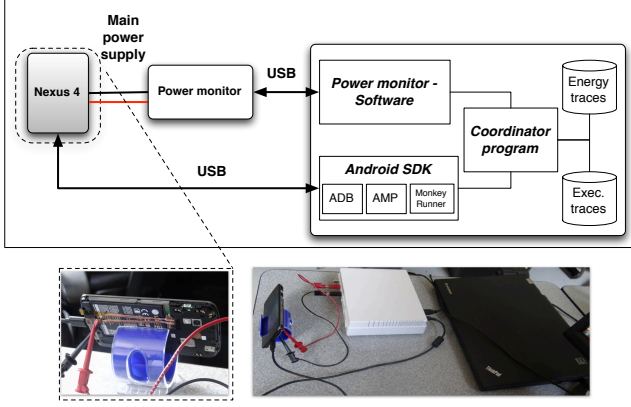 Main
power
supply
Nexus 4
Power monitor
USB
Power monitor -
Software
Energy
traces
Coordinator
program
USB
Android SDK
ADB
AMP
Monkey
Runner
Exec.
traces
ThinkPad